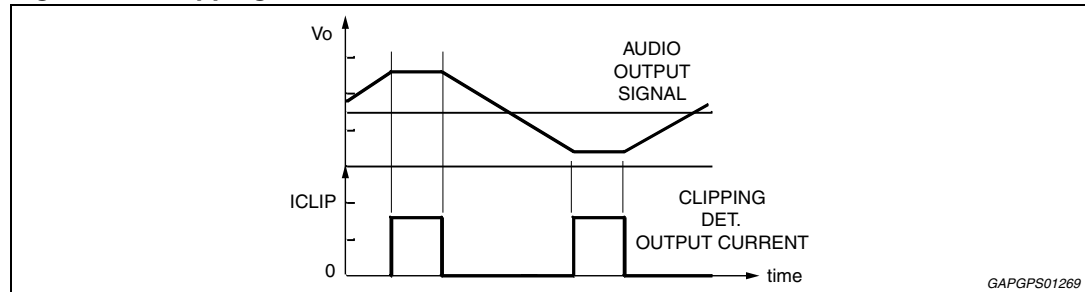 Vo
AUDIO
OUTPUT
SIGNAL
ICLIP
CLIPPING
DET.
OUTPUT CURRENT
0
time
GAPGPS01269